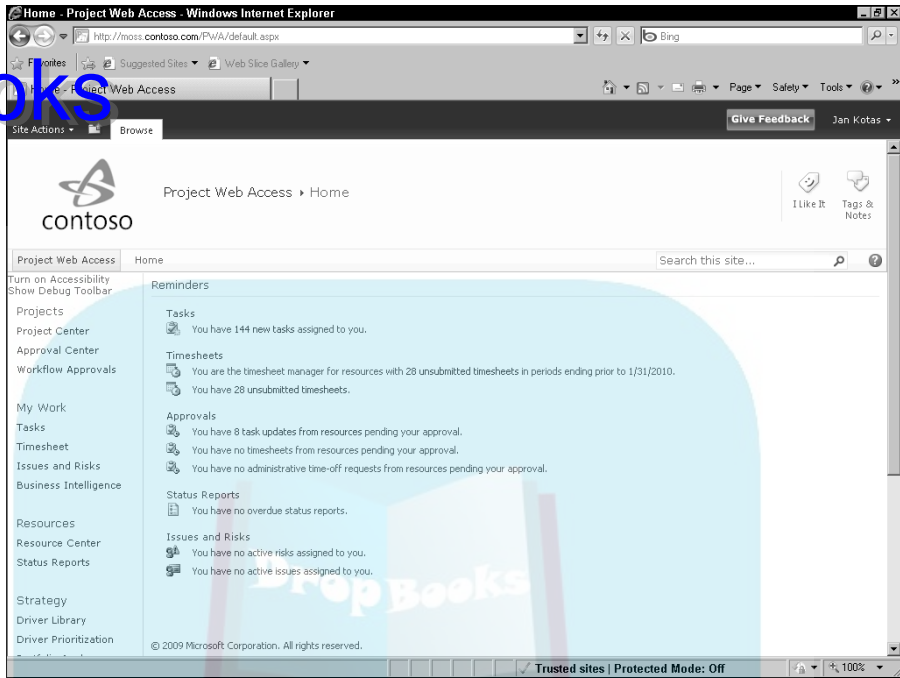 Home - Project Web Access - Windows Internet Explorer
http://moss.contoso.com/PWA/default.aspx
Bing
Favorites Suggested Sites Web Slice Gallery
oks
Home - Project Web Access
Page Safety Tools
Site Actions Browse
Give Feedback Jan Kotas
contoso
Project Web Access Home
I Like It Tags & Notes
Project Web Access Home
Search this site...
Turn on Accessibility
Show Debug Toolbar
Projects
Project Center
Approval Center
Workflow Approvals
My Work
Tasks
Timesheet
Issues and Risks
Business Intelligence
Resources
Resource Center
Status Reports
Strategy
Driver Library
Driver Prioritization
Reminders
Tasks
You have 144 new tasks assigned to you.
Timesheets
You are the timesheet manager for resources with 28 unsubmitted timesheets in periods ending prior to 1/31/2010.
You have 28 unsubmitted timesheets.
Approvals
You have 8 task updates from resources pending your approval.
You have no timesheets from resources pending your approval.
You have no administrative time-off requests from resources pending your approval.
Status Reports
You have no overdue status reports.
Issues and Risks
You have no active risks assigned to you.
You have no active issues assigned to you.
DropBooks
© 2009 Microsoft Corporation. All rights reserved.
Trusted sites | Protected Mode: Off
100%